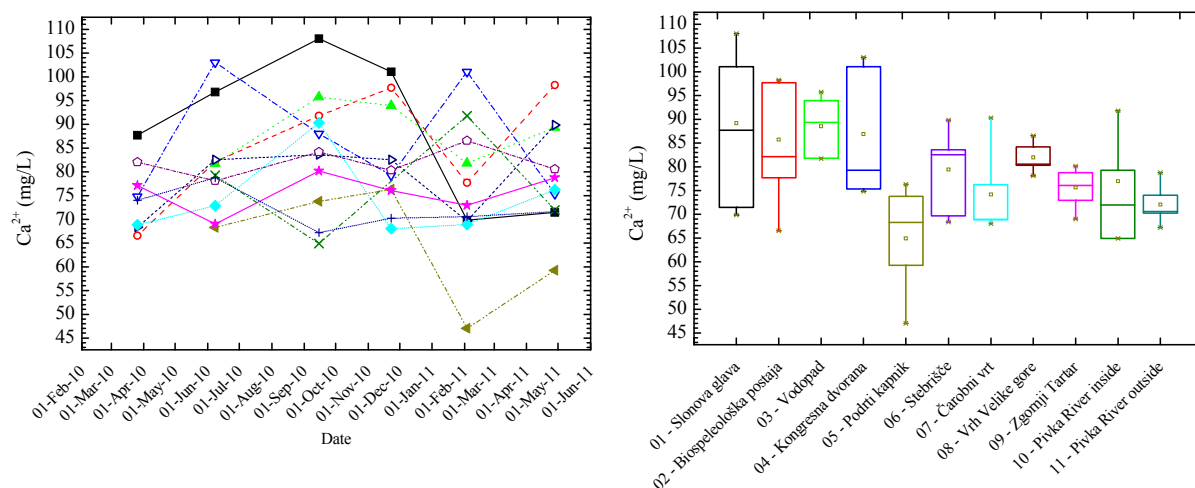 110
105
100
95
90
85
80
75
70
65
60
55
50
45
Ca2+ (mg/L)
01-Feb-10
01-Mar-10
01-Apr-10
01-May-10
01-Jun-10
01-Jul-10
01-Aug-10
01-Sep-10
01-Oct-10
01-Nov-10
01-Dec-10
01-Jan-11
01-Feb-11
01-Mar-11
01-Apr-11
01-May-11
01-Jun-11
Date
110
105
100
95
90
85
80
75
70
65
60
55
50
45
Ca2+ (mg/L)
01 - Slonova glava
02 - Biospeleološka postaja
03 - Vodopad
04 - Kongresna dvorana
05 - Podrti kapnik
06 - Stebrišče
07 - Čarobni vrt
08 - Vrh Velike gore
09 - Zgornji Tartar
10 - Pivka River inside
11 - Pivka River outside